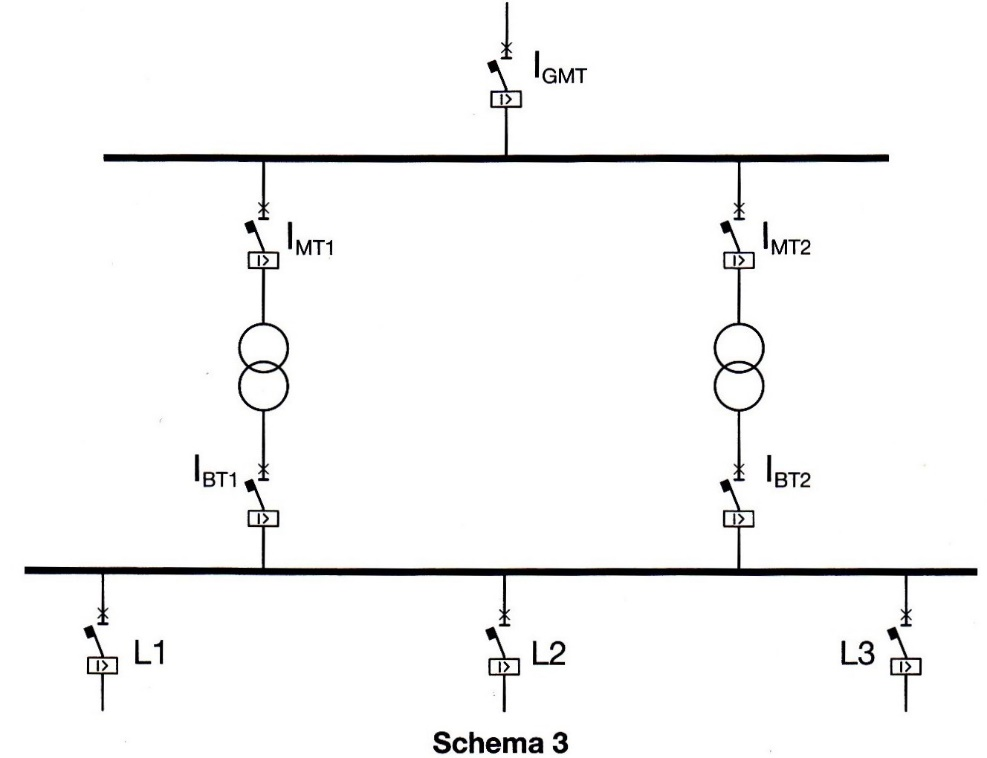 I_GMT
I>
I_MT1
I_MT2
I>
I>
I_BT1
I_BT2
I>
I>
L1
L2
L3
I>
I>
I>
Schema 3